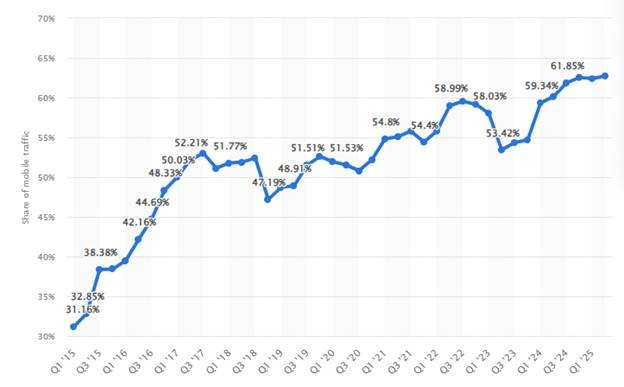 70%
65%
60%
55%
50%
45%
40%
35%
30%
Share of mobile traffic
31.16%
32.85%
38.38%
42.16%
44.69%
48.33%
50.03%
52.21%
51.77%
47.19%
48.91%
51.51%
51.53%
54.8%
54.4%
58.99%
58.03%
53.42%
59.34%
61.85%
Q1 '15
Q3 '15
Q1 '16
Q3 '16
Q1 '17
Q3 '17
Q1 '18
Q3 '18
Q1 '19
Q3 '19
Q1 '20
Q3 '20
Q1 '21
Q3 '21
Q1 '22
Q3 '22
Q1 '23
Q3 '23
Q1 '24
Q3 '24
Q1 '25